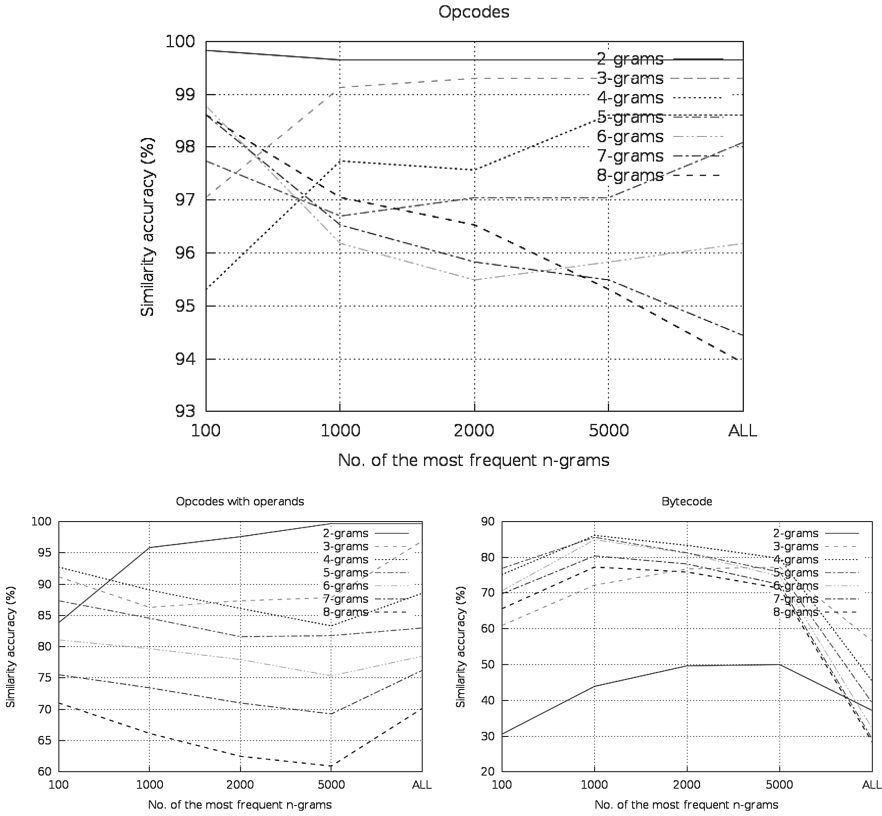 Opcodes
Similarity accuracy (%)
100
99
98
97
96
95
94
93
2-grams
3-grams
4-grams
5-grams
6-grams
7-grams
8-grams
100 1000 2000 5000 ALL
No. of the most frequent n-grams
Opcodes with operands
Similarity accuracy (%)
100
95
90
85
80
75
70
65
60
2-grams
3-grams
4-grams
5-grams
6-grams
7-grams
8-grams
100 1000 2000 5000 ALL
No. of the most frequent n-grams
Bytecode
Similarity accuracy (%)
90
80
70
60
50
40
30
20
2-grams
3-grams
4-grams
5-grams
6-grams
7-grams
8-grams
100 1000 2000 5000 ALL
No. of the most frequent n-grams